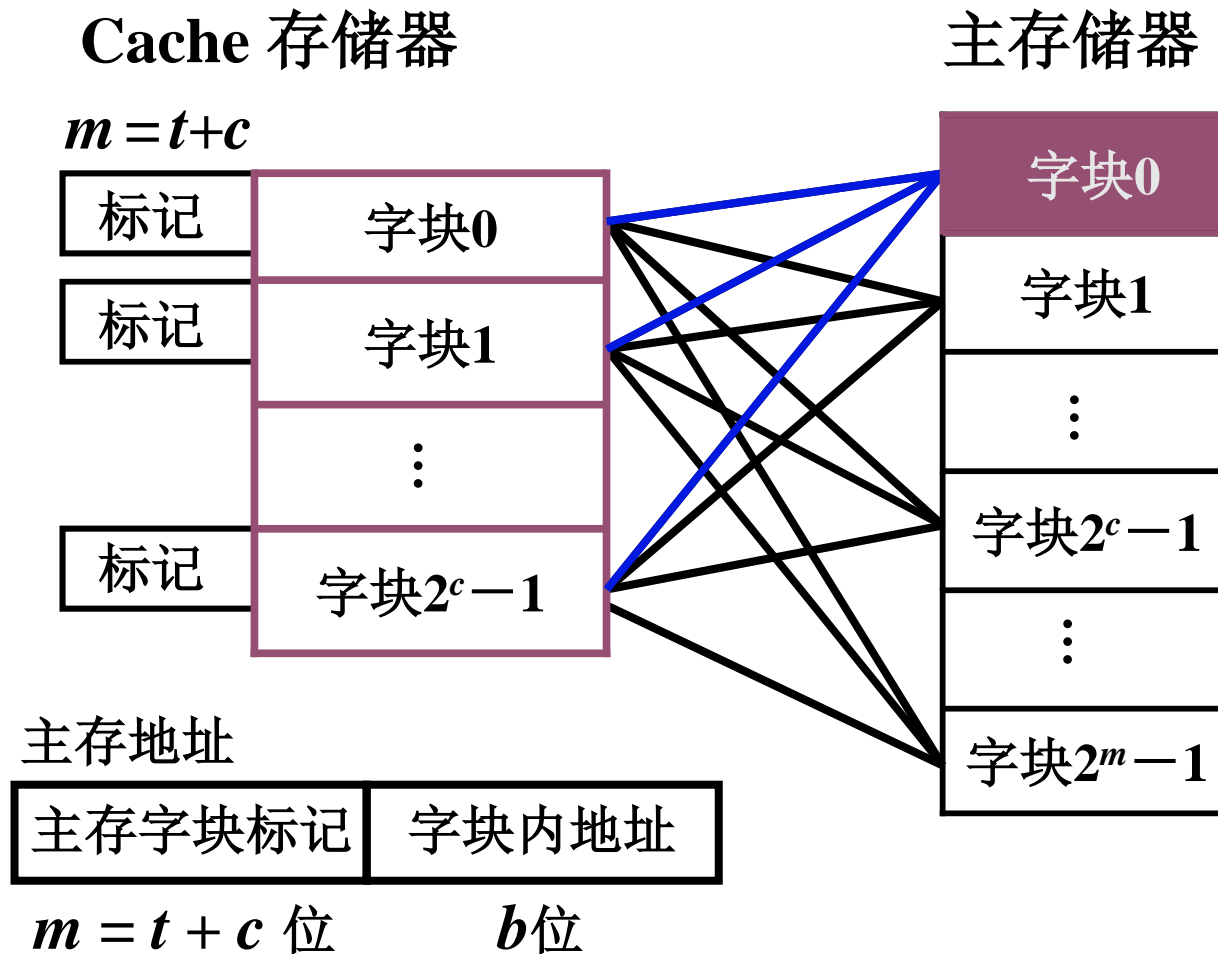 Cache 存储器
主存储器
m = t+c
标记
字块0
标记
字块1
⋮
标记
字块2ᶜ－1
字块0
字块1
⋮
字块2ᶜ－1
⋮
字块2ᵐ－1
主存地址
主存字块标记 字块内地址
m = t + c 位 b位